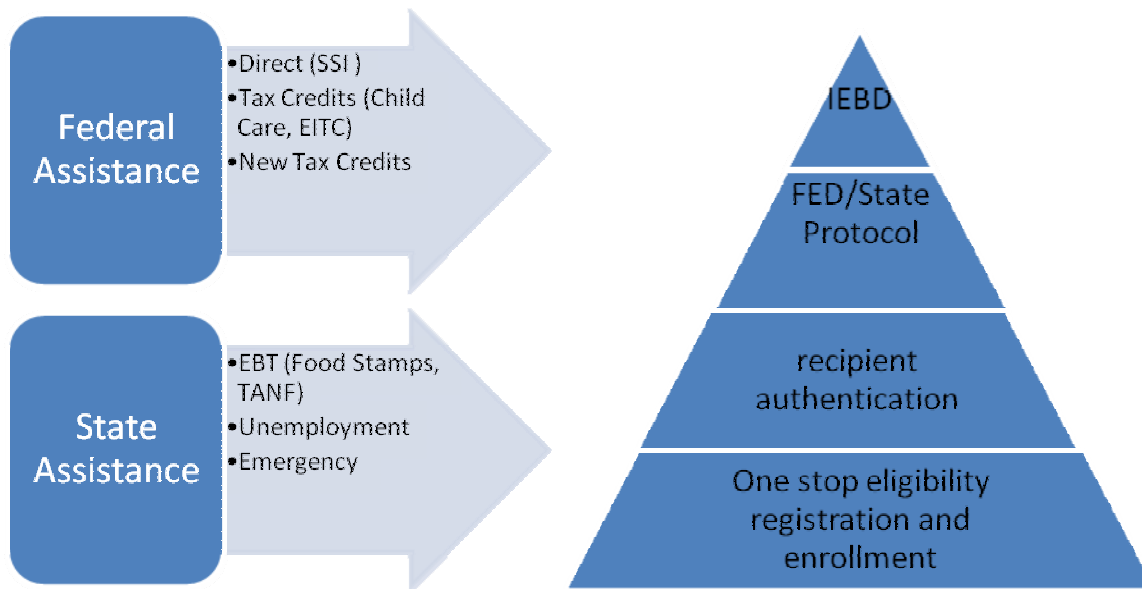 Federal
Assistance
•Direct (SSI )
•Tax Credits (Child
Care, EITC)
•New Tax Credits
State
Assistance
•EBT (Food Stamps,
TANF)
•Unemployment
•Emergency
IEBD
FED/State
Protocol
recipient
authentication
One stop eligibility
registration and
enrollment